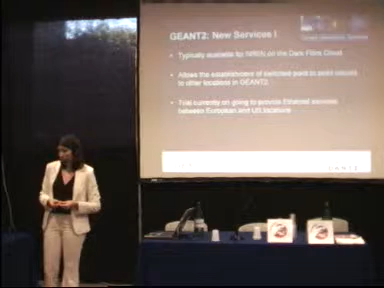 GEANT2: New Services I
- Typically available for NRENs on the Dark Fibre Cloud
- Allows the establishment of switched point to point circuits
to other locations in GEANT2.
- Trial currently on going to provide Ethernet services
between European and US locations